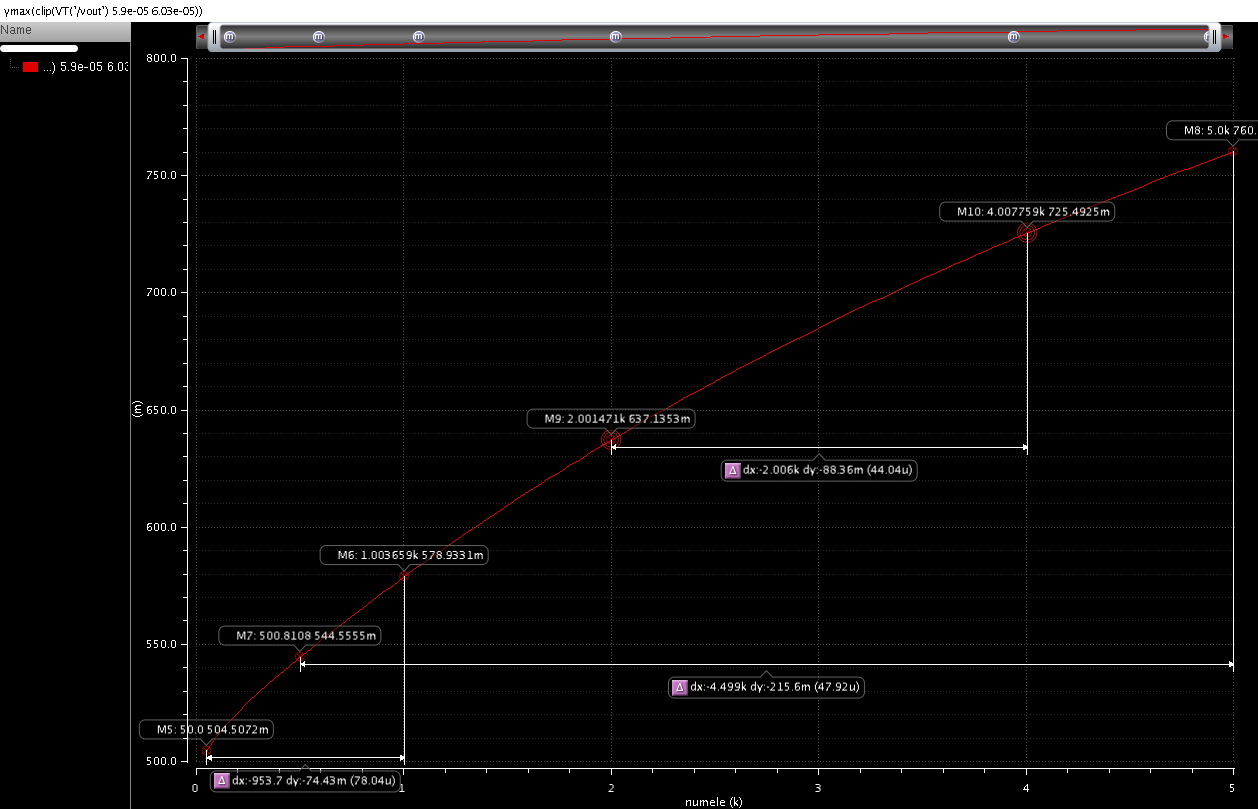 ymax(clip(VT('/vout') 5.9e-05 6.03e-05))
Name
...) 5.9e-05 6.03
800.0
M8: 5.0k 760.
750.0
M10: 4.007759k 725.4925m
700.0
(m)
650.0
M9: 2.001471k 637.1353m
Δ dx:-2.006k dy:-88.36m (44.04u)
600.0
M6: 1.003659k 578.9331m
M7: 500.8108 544.5555m
550.0
Δ dx:-4.499k dy:-215.6m (47.92u)
M5: 50.0 504.5072m
500.0
Δ dx:-953.7 dy:-74.43m (78.04u)
0 1 2 3 4 5
numele (k)